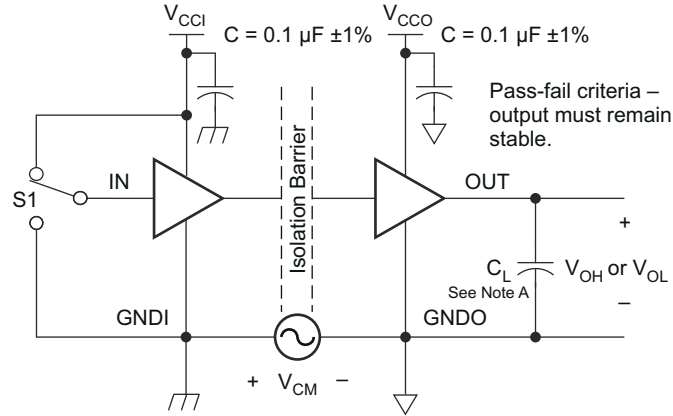 VCCI
C = 0.1 µF ±1%
VCCO
C = 0.1 µF ±1%
Pass-fail criteria –
output must remain
stable.
Isolation Barrier
S1
IN
OUT
+
CL
See Note A
VOH or VOL
–
GNDI
GNDO
+ VCM –